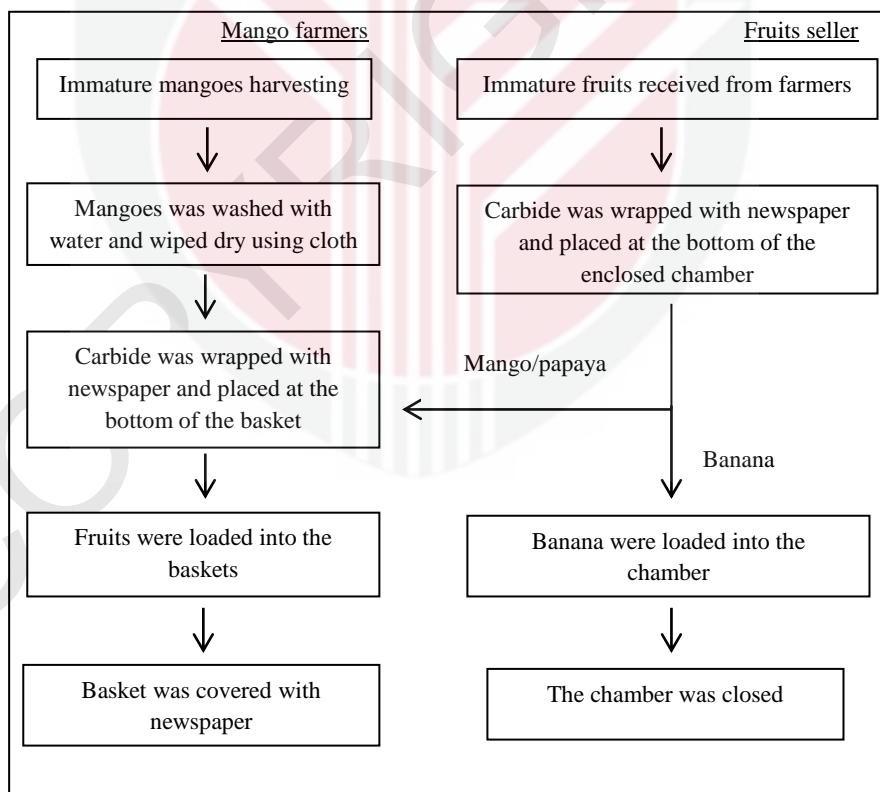 Mango farmers
Immature mangoes harvesting
Mangoes was washed with
water and wiped dry using cloth
Carbide was wrapped with
newspaper and placed at the
bottom of the basket
Fruits were loaded into the
baskets
Basket was covered with
newspaper
Fruits seller
Immature fruits received from farmers
Carbide was wrapped with newspaper
and placed at the bottom of the
enclosed chamber
Mango/papaya
Banana
Banana were loaded into the
chamber
The chamber was closed
COPYRIG